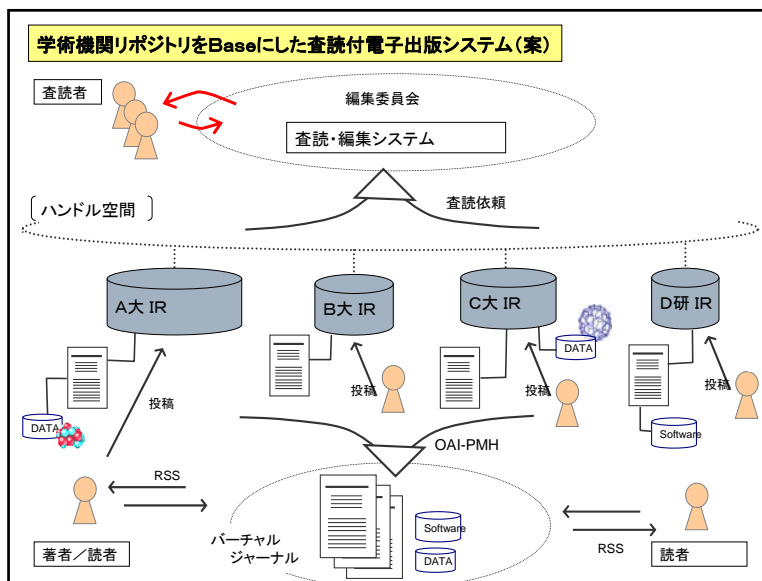 学術機関リポジトリをBaseにした査読付電子出版システム（案）
査読者
編集委員会
査読・編集システム
ハンドル空間
査読依頼
A大 IR
B大 IR
C大 IR
D研 IR
DATA
投稿
投稿
投稿
投稿
DATA
Software
OAI-PMH
RSS
著者／読者
バーチャル
ジャーナル
Software
DATA
RSS
読者